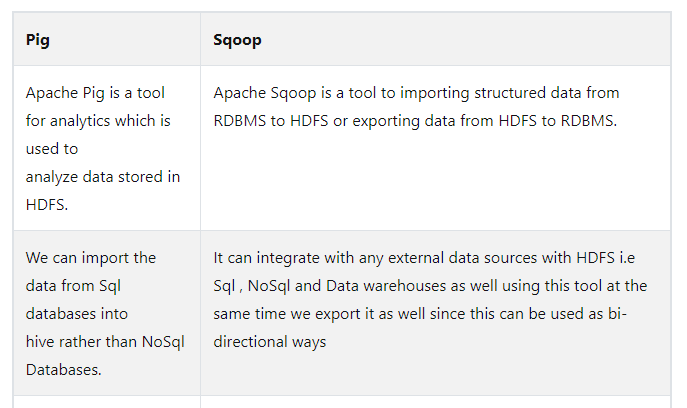 Pig
Sqoop
Apache Pig is a tool
for analytics which is
used to
analyze data stored in
HDFS.
Apache Sqoop is a tool to importing structured data from
RDBMS to HDFS or exporting data from HDFS to RDBMS.
We can import the
data from Sql
databases into
hive rather than NoSql
Databases.
It can integrate with any external data sources with HDFS i.e
Sql , NoSql and Data warehouses as well using this tool at the
same time we export it as well since this can be used as bi-
directional ways